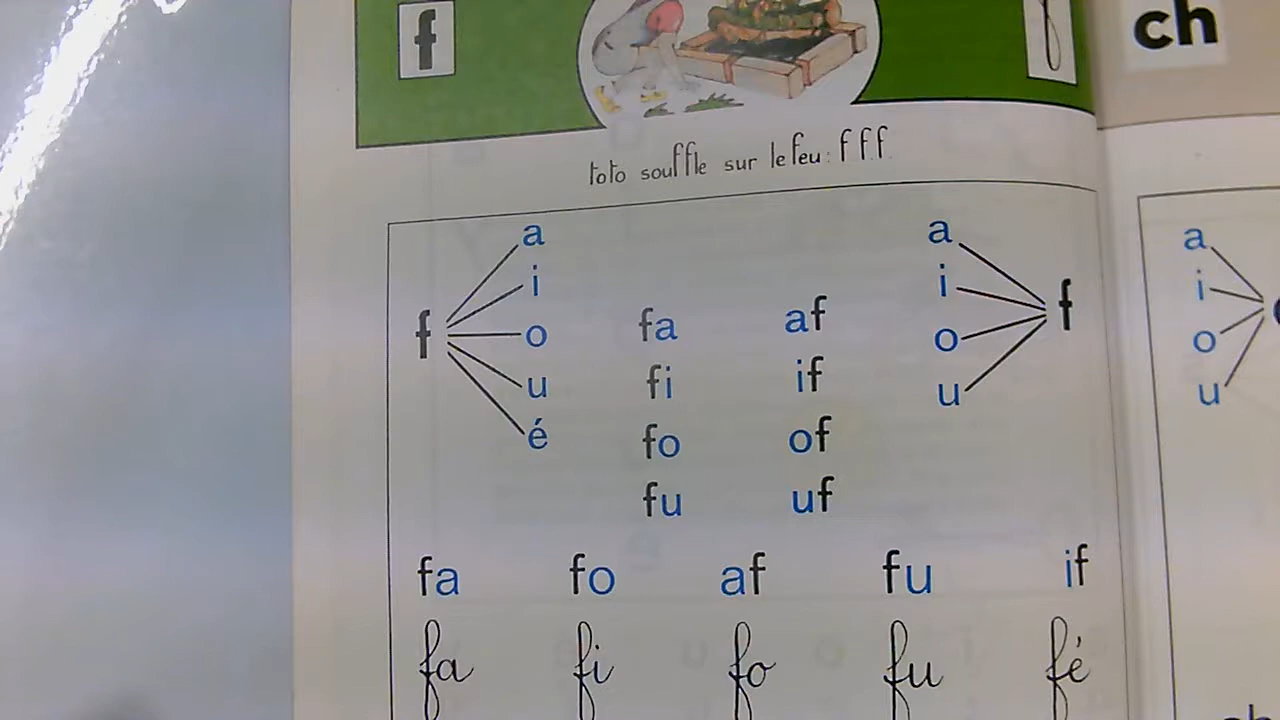 f f ch
toto souffle sur le feu : f f f
a a a
i i i
f o fa af o f o
u fi if u u
é fo of
fu uf
fa fo af fu if
fa fi fo fu fé